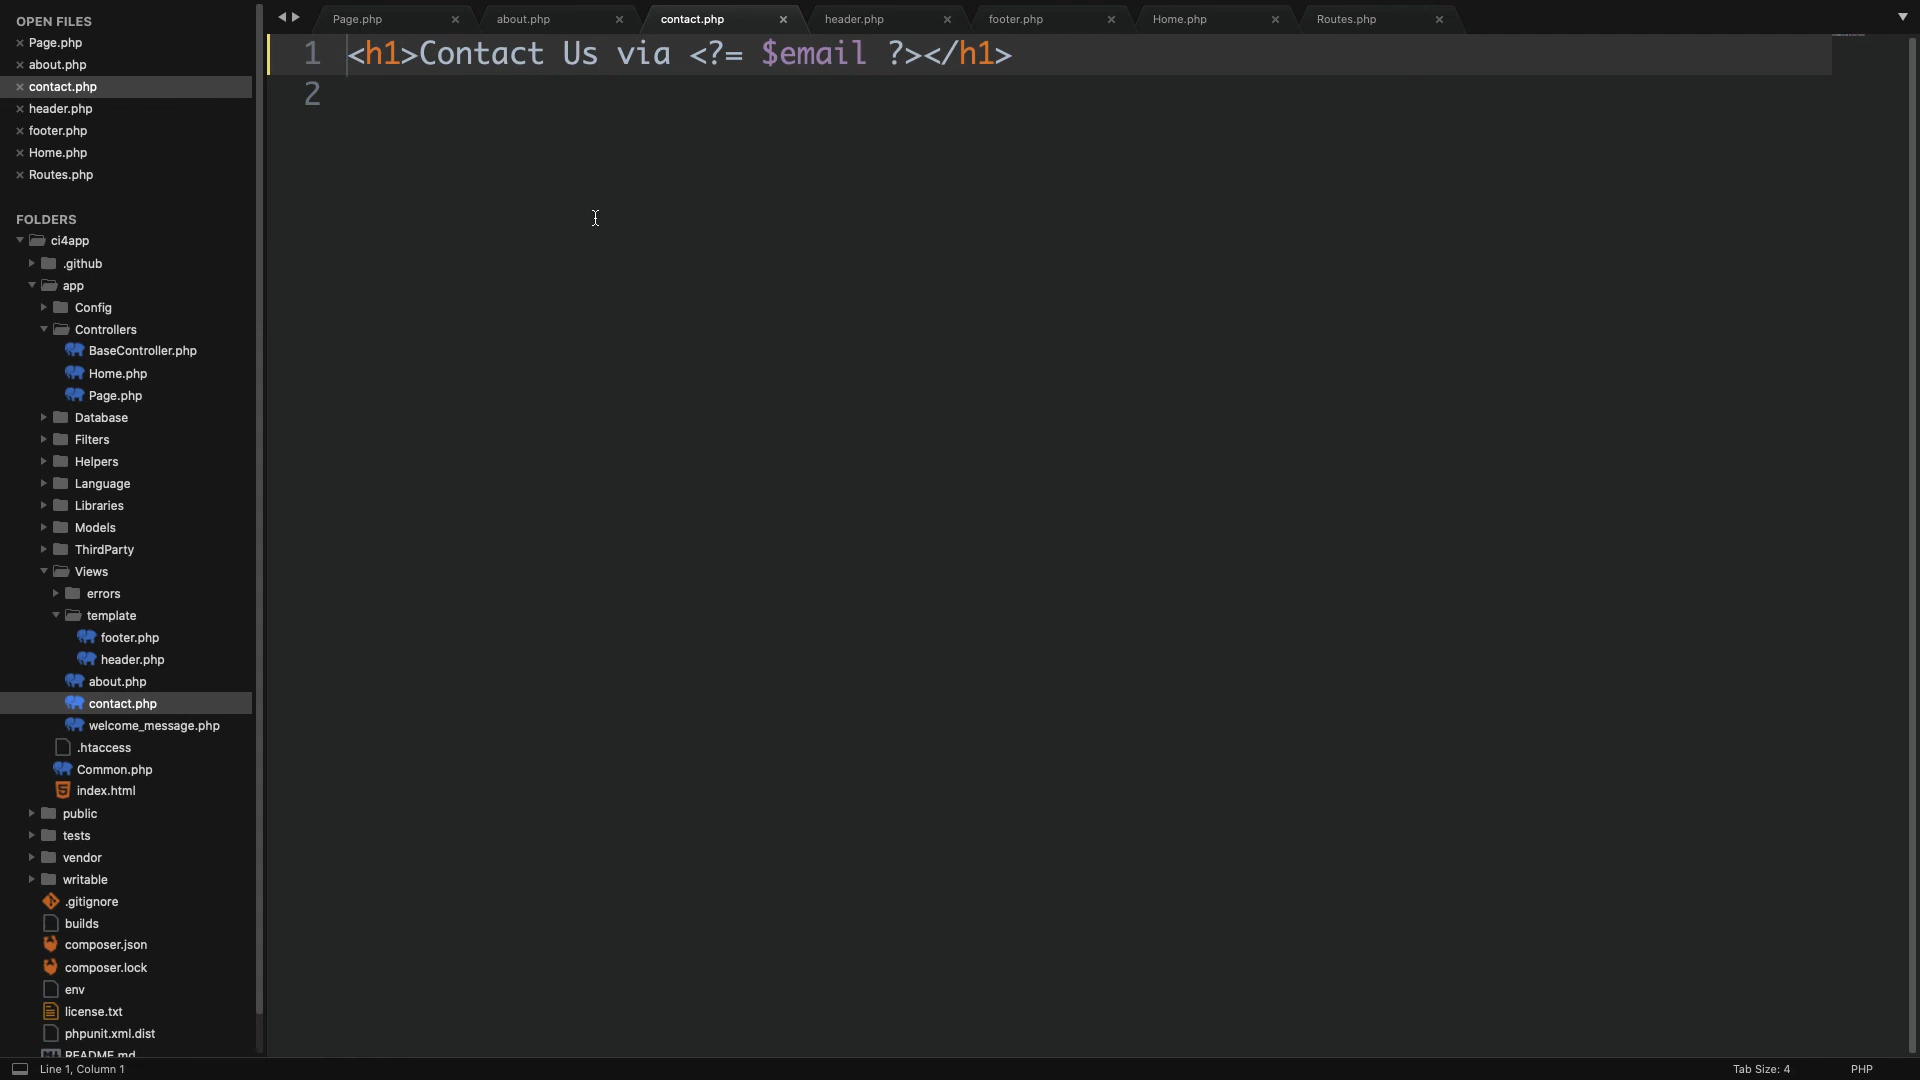 OPEN FILES
Page.php
about.php
contact.php
header.php
footer.php
Home.php
Routes.php
FOLDERS
ci4app
.github
app
Config
Controllers
BaseController.php
Home.php
Page.php
Database
Filters
Helpers
Language
Libraries
Models
ThirdParty
Views
errors
template
footer.php
header.php
about.php
contact.php
welcome_message.php
.htaccess
Common.php
index.html
public
tests
vendor
writable
.gitignore
builds
composer.json
composer.lock
env
license.txt
phpunit.xml.dist
README.md
Page.php about.php contact.php header.php footer.php Home.php Routes.php
1 <h1>Contact Us via <?= $email ?></h1>
2
Line 1, Column 1 Tab Size: 4 PHP